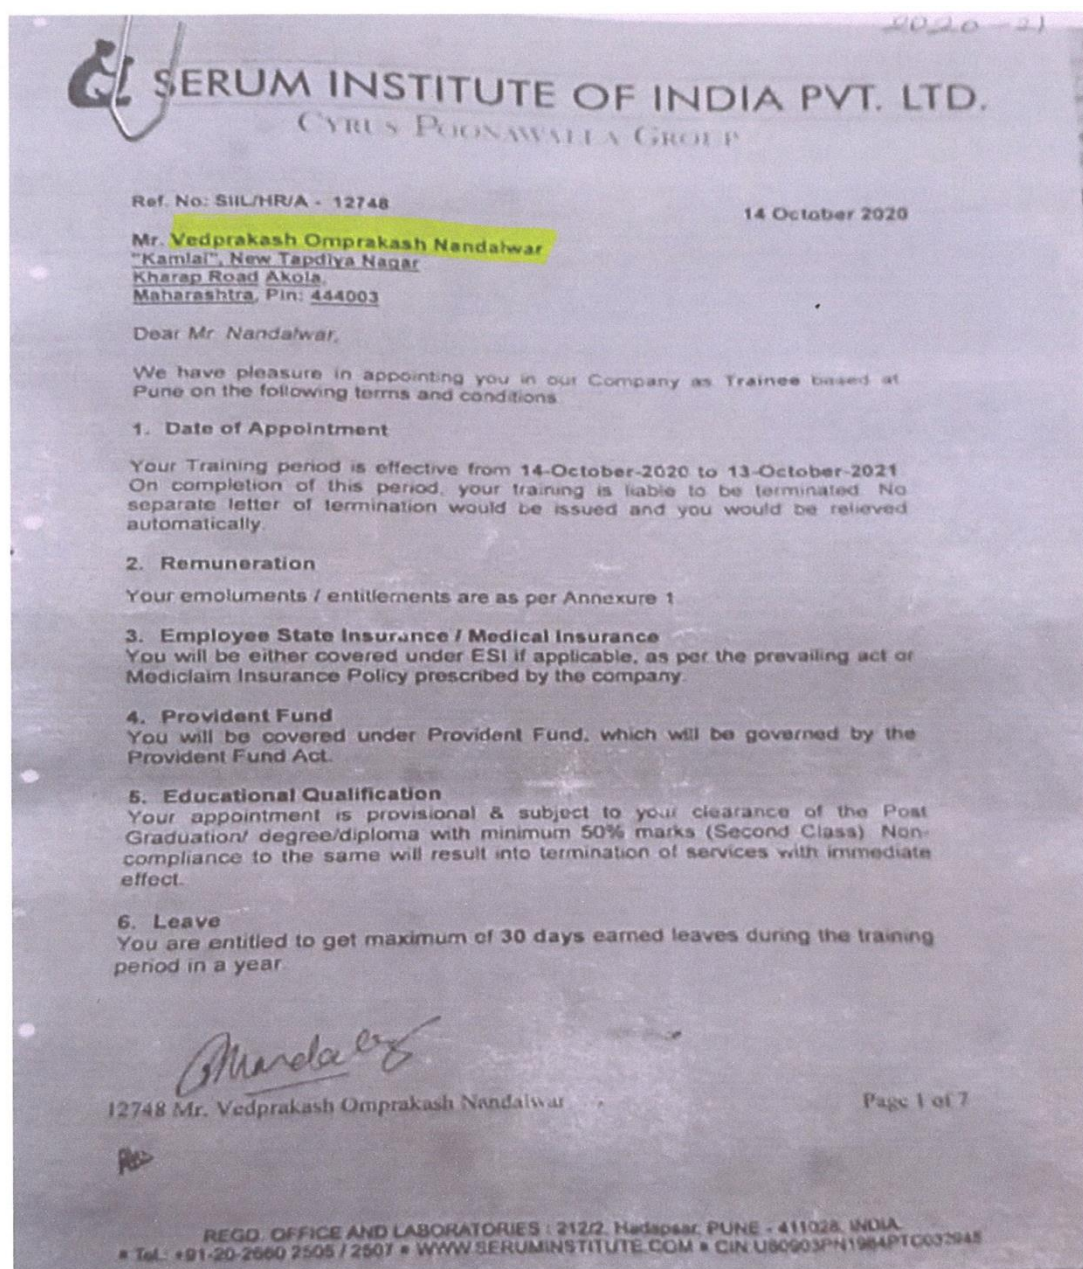 2020-21
SERUM INSTITUTE OF INDIA PVT. LTD.
CYRUS POONAWALLA GROUP
Ref. No: SIIL/HR/A - 12748
14 October 2020
Mr. Vedprakash Omprakash Nandalwar
"Kamlai", New Tapdiya Nagar
Kharap Road Akola,
Maharashtra, Pin: 444003
Dear Mr. Nandalwar,
We have pleasure in appointing you in our Company as Trainee based at
Pune on the following terms and conditions
1. Date of Appointment
Your Training period is effective from 14-October-2020 to 13-October-2021
On completion of this period, your training is liable to be terminated. No
separate letter of termination would be issued and you would be relieved
automatically.
2. Remuneration
Your emoluments / entitlements are as per Annexure 1
3. Employee State Insurance / Medical Insurance
You will be either covered under ESI if applicable, as per the prevailing act or
Mediclaim Insurance Policy prescribed by the company.
4. Provident Fund
You will be covered under Provident Fund, which will be governed by the
Provident Fund Act.
5. Educational Qualification
Your appointment is provisional & subject to your clearance of the Post
Graduation/ degree/diploma with minimum 50% marks (Second Class). Non-
compliance to the same will result into termination of services with immediate
effect.
6. Leave
You are entitled to get maximum of 30 days earned leaves during the training
period in a year.
12748 Mr. Vedprakash Omprakash Nandalwar
Page 1 of 7
REGD. OFFICE AND LABORATORIES : 212/2, Hadapsar, PUNE - 411028, INDIA.
▪ Tel.: +91-20-2660 2505 / 2507 ▪ WWW.SERUMINSTITUTE.COM ▪ CIN U80903PN1984PTC032945